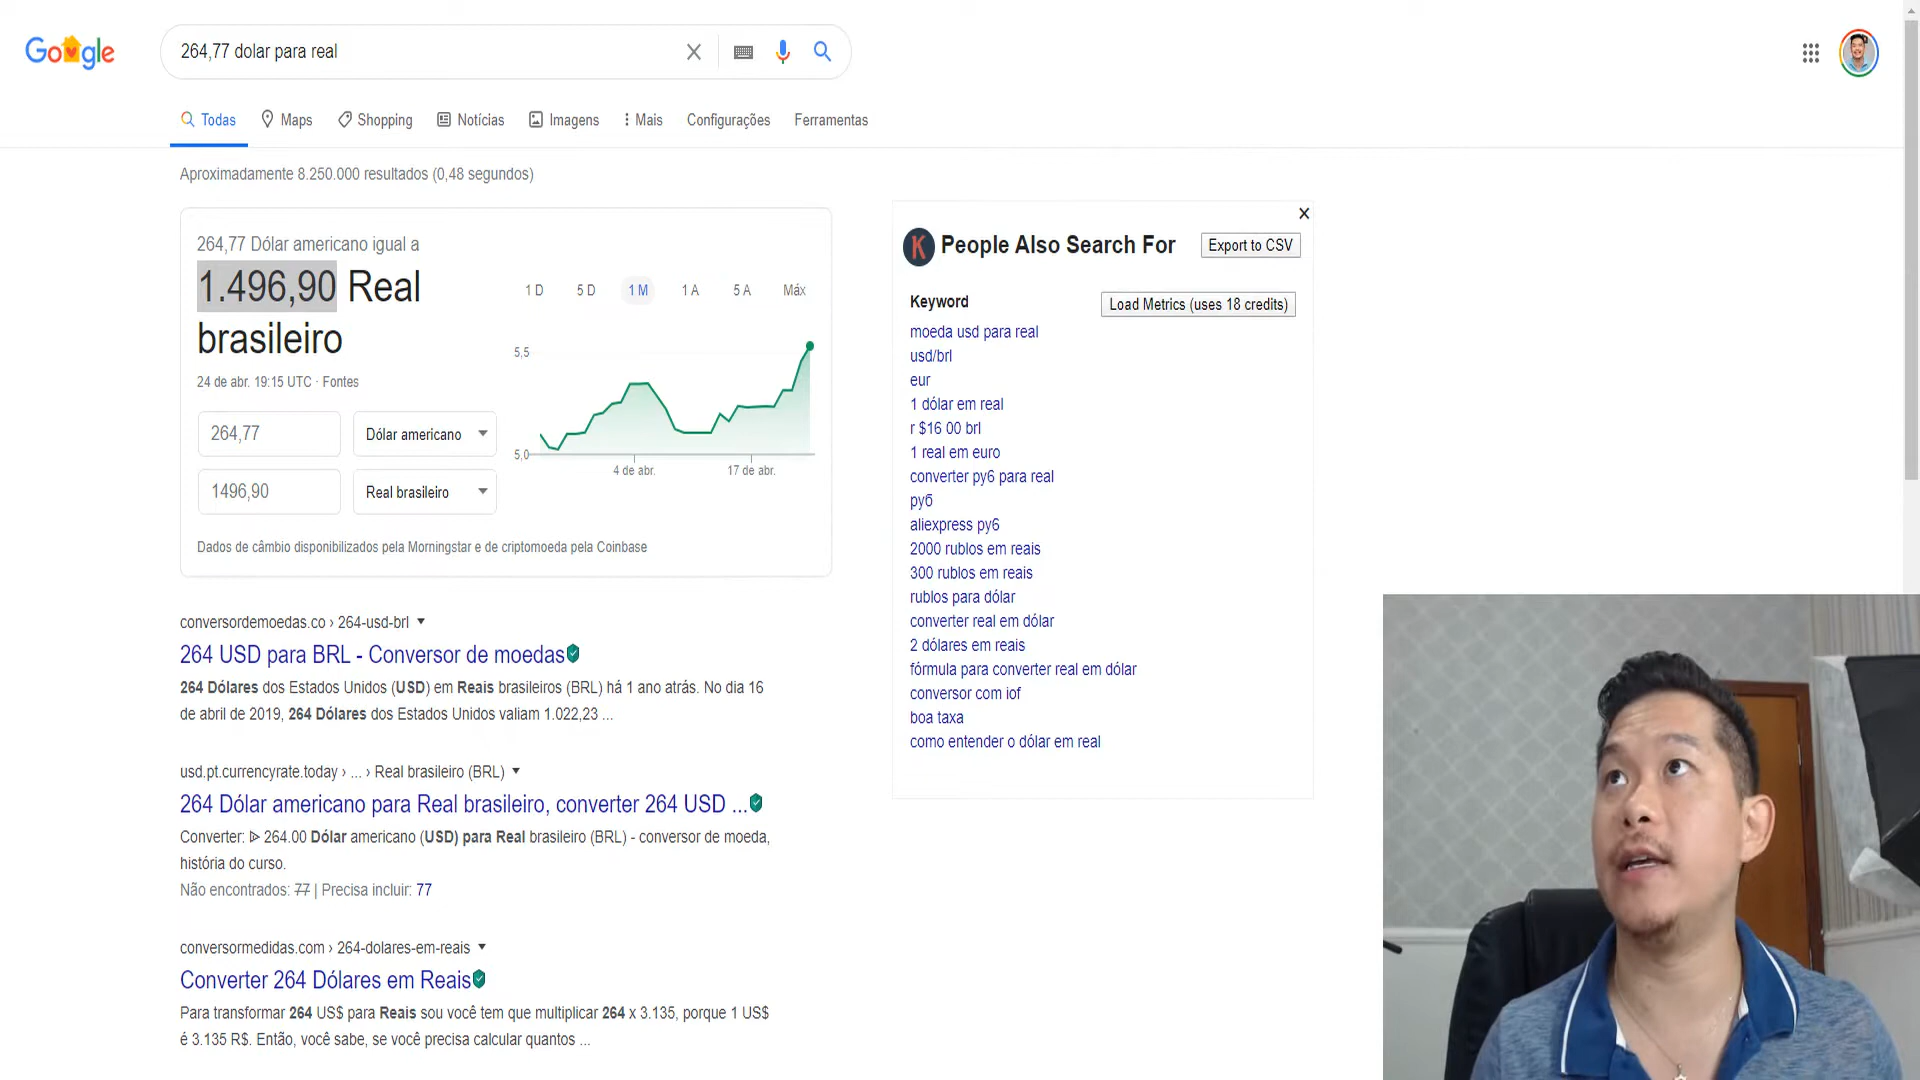 Google
264,77 dolar para real
Todas
Maps
Shopping
Notícias
Imagens
Mais
Configurações
Ferramentas
Aproximadamente 8.250.000 resultados (0,48 segundos)
264,77 Dólar americano igual a
1.496,90 Real
brasileiro
24 de abr. 19:15 UTC · Fontes
264,77
Dólar americano
1496,90
Real brasileiro
1 D
5 D
1 M
1 A
5 A
Máx
5,5
5,0
4 de abr.
17 de abr.
Dados de câmbio disponibilizados pela Morningstar e de criptomoeda pela Coinbase
conversordemoedas.co › 264-usd-brl
264 USD para BRL - Conversor de moedas
264 Dólares dos Estados Unidos (USD) em Reais brasileiros (BRL) há 1 ano atrás. No dia 16
de abril de 2019, 264 Dólares dos Estados Unidos valiam 1.022,23 ...
usd.pt.currencyrate.today › ... › Real brasileiro (BRL)
264 Dólar americano para Real brasileiro, converter 264 USD ...
Converter: ᐉ 264.00 Dólar americano (USD) para Real brasileiro (BRL) - conversor de moeda,
história do curso.
Não encontrados: 77 | Precisa incluir: 77
conversormedidas.com › 264-dolares-em-reais
Converter 264 Dólares em Reais
Para transformar 264 US$ para Reais sou você tem que multiplicar 264 x 3.135, porque 1 US$
é 3.135 R$. Então, você sabe, se você precisa calcular quantos ...
X
K
People Also Search For
Export to CSV
Keyword
Load Metrics (uses 18 credits)
moeda usd para real
usd/brl
eur
1 dólar em real
r $16 00 brl
1 real em euro
converter ру6 para real
руб
aliexpress ру6
2000 rublos em reais
300 rublos em reais
rublos para dólar
converter real em dólar
2 dólares em reais
fórmula para converter real em dólar
conversor com iof
boa taxa
como entender o dólar em real